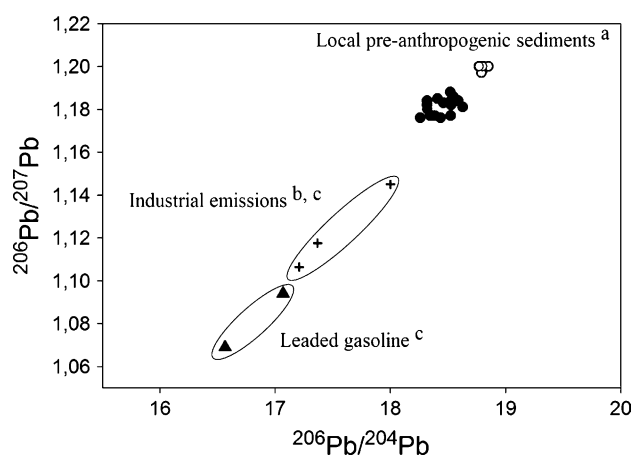 1,22
1,20
1,18
1,16
1,14
1,12
1,10
1,08
1,06
206Pb/207Pb
Local pre-anthropogenic sediments a
Industrial emissions b, c
Leaded gasoline c
16 17 18 19 20
206Pb/204Pb